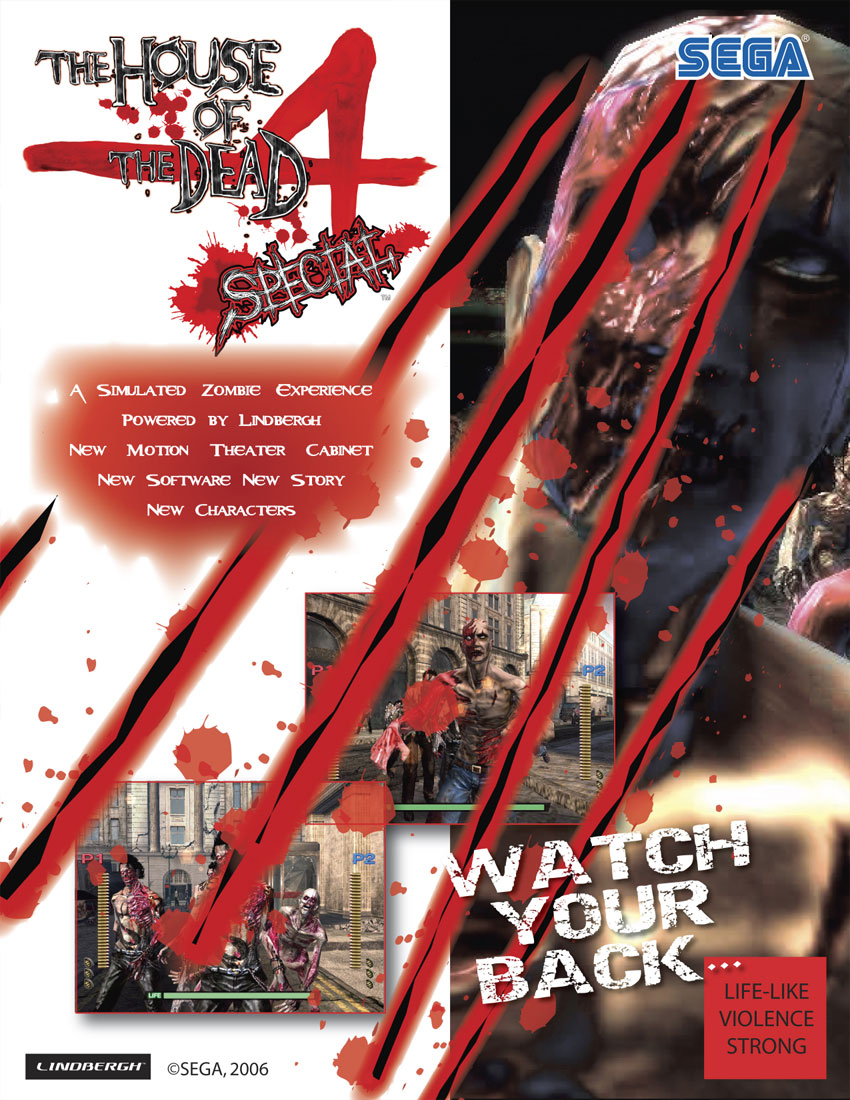 THE HOUSE
OF
THE DEAD 4
SPECIAL™
SEGA®
A Simulated Zombie Experience
Powered by Lindbergh
New Motion Theater Cabinet
New Software New Story
New Characters
P1
P2
P1
P2
LIFE
WATCH
YOUR
BACK...
LIFE-LIKE
VIOLENCE
STRONG
LINDBERGH
©SEGA, 2006